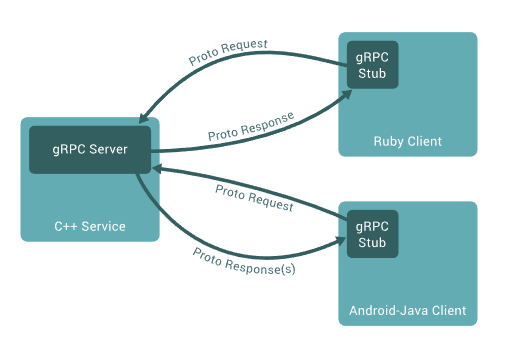 Proto Request
gRPC
Stub
Ruby Client
Proto Response
gRPC Server
C++ Service
Proto Request
gRPC
Stub
Proto Response(s)
Android-Java Client